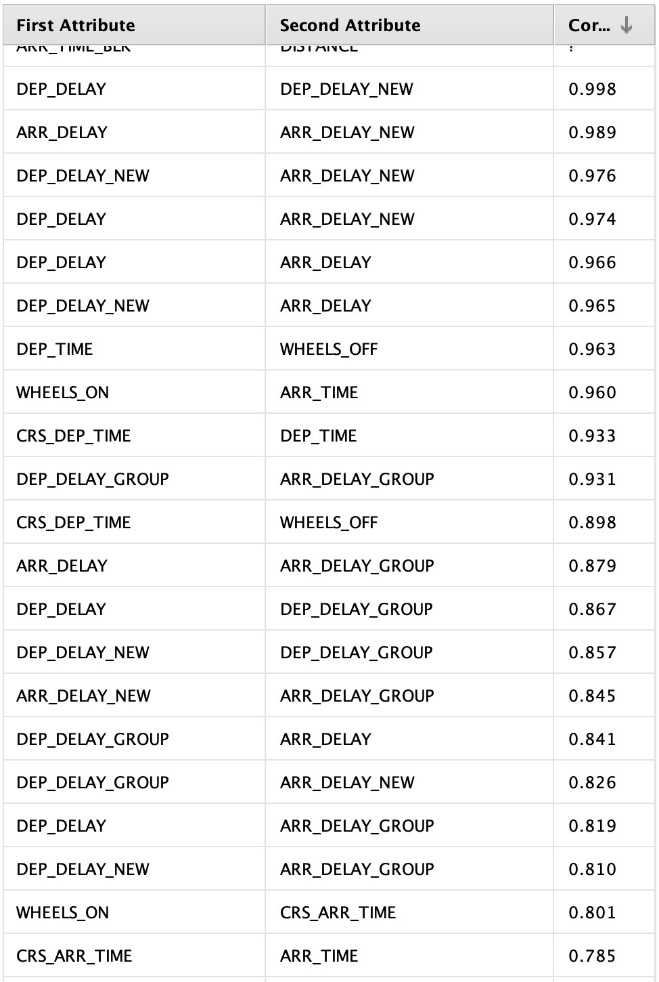 First Attribute Second Attribute Cor...
ARR_TIME_BLK DISTANCE ?
DEP_DELAY DEP_DELAY_NEW 0.998
ARR_DELAY ARR_DELAY_NEW 0.989
DEP_DELAY_NEW ARR_DELAY_NEW 0.976
DEP_DELAY ARR_DELAY_NEW 0.974
DEP_DELAY ARR_DELAY 0.966
DEP_DELAY_NEW ARR_DELAY 0.965
DEP_TIME WHEELS_OFF 0.963
WHEELS_ON ARR_TIME 0.960
CRS_DEP_TIME DEP_TIME 0.933
DEP_DELAY_GROUP ARR_DELAY_GROUP 0.931
CRS_DEP_TIME WHEELS_OFF 0.898
ARR_DELAY ARR_DELAY_GROUP 0.879
DEP_DELAY DEP_DELAY_GROUP 0.867
DEP_DELAY_NEW DEP_DELAY_GROUP 0.857
ARR_DELAY_NEW ARR_DELAY_GROUP 0.845
DEP_DELAY_GROUP ARR_DELAY 0.841
DEP_DELAY_GROUP ARR_DELAY_NEW 0.826
DEP_DELAY ARR_DELAY_GROUP 0.819
DEP_DELAY_NEW ARR_DELAY_GROUP 0.810
WHEELS_ON CRS_ARR_TIME 0.801
CRS_ARR_TIME ARR_TIME 0.785